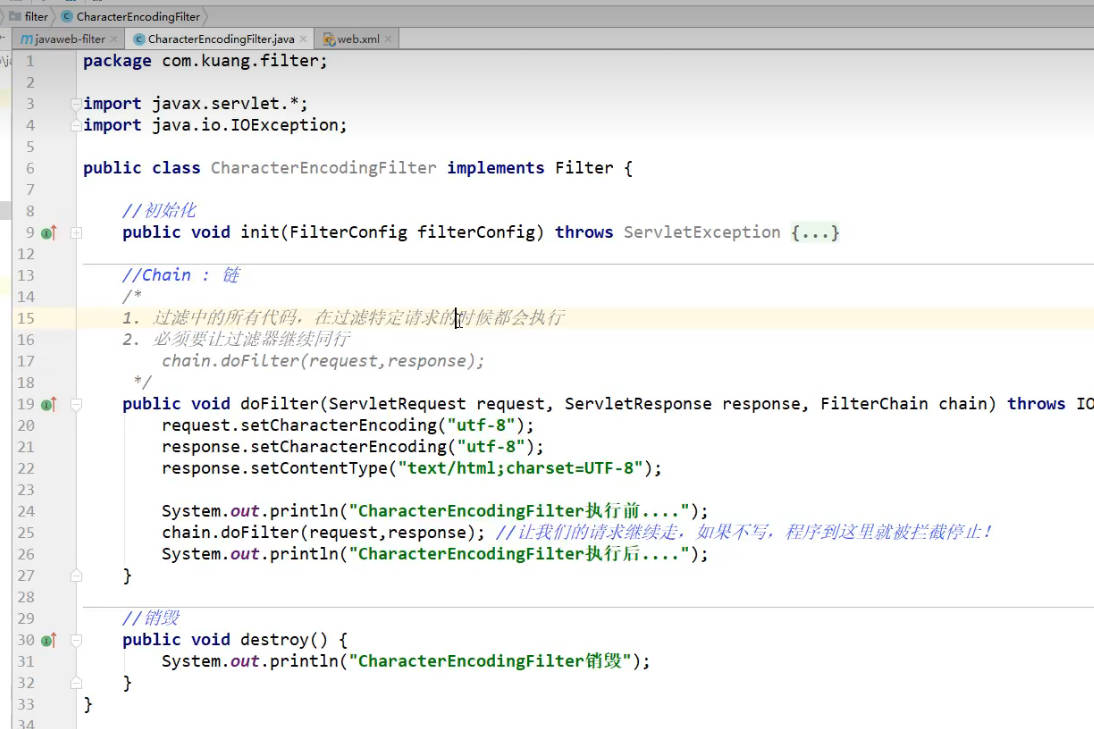 filter CharacterEncodingFilter
javaweb-filter × CharacterEncodingFilter.java × web.xml ×
1 package com.kuang.filter;
2
3 import javax.servlet.*;
4 import java.io.IOException;
5
6 public class CharacterEncodingFilter implements Filter {
7
8 //初始化
9 public void init(FilterConfig filterConfig) throws ServletException {...}
12
13 //Chain : 链
14 /*
15 1. 过滤中的所有代码，在过滤特定请求的时候都会执行
16 2. 必须要让过滤器继续同行
17 chain.doFilter(request,response);
18 */
19 public void doFilter(ServletRequest request, ServletResponse response, FilterChain chain) throws IO
20 request.setCharacterEncoding("utf-8");
21 response.setCharacterEncoding("utf-8");
22 response.setContentType("text/html;charset=UTF-8");
23
24 System.out.println("CharacterEncodingFilter执行前....");
25 chain.doFilter(request,response); //让我们的请求继续走，如果不写，程序到这里就被拦截停止！
26 System.out.println("CharacterEncodingFilter执行后....");
27 }
28
29 //销毁
30 public void destroy() {
31 System.out.println("CharacterEncodingFilter销毁");
32 }
33 }
34